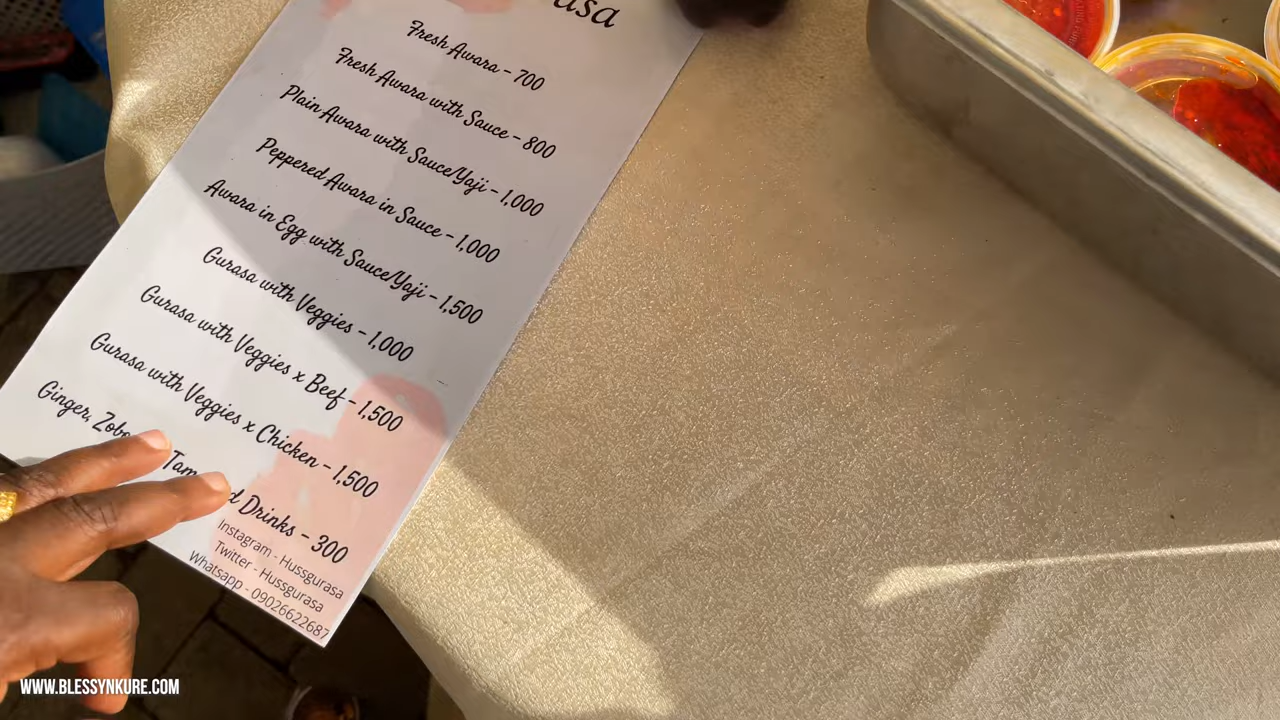 asa
Fresh Awara - 700
Fresh Awara with Sauce - 800
Plain Awara with Sauce/Yaji - 1,000
Peppered Awara in Sauce - 1,000
Awara in Egg with Sauce/Yaji - 1,500
Gurasa with Veggies - 1,000
Gurasa with Veggies x Beef - 1,500
Gurasa with Veggies x Chicken - 1,500
Ginger, Zobo Tam d Drinks - 300
Instagram - Hussgurasa
Twitter - Hussgurasa
Whatsapp - 09026622687
WWW.BLESSYNKURE.COM